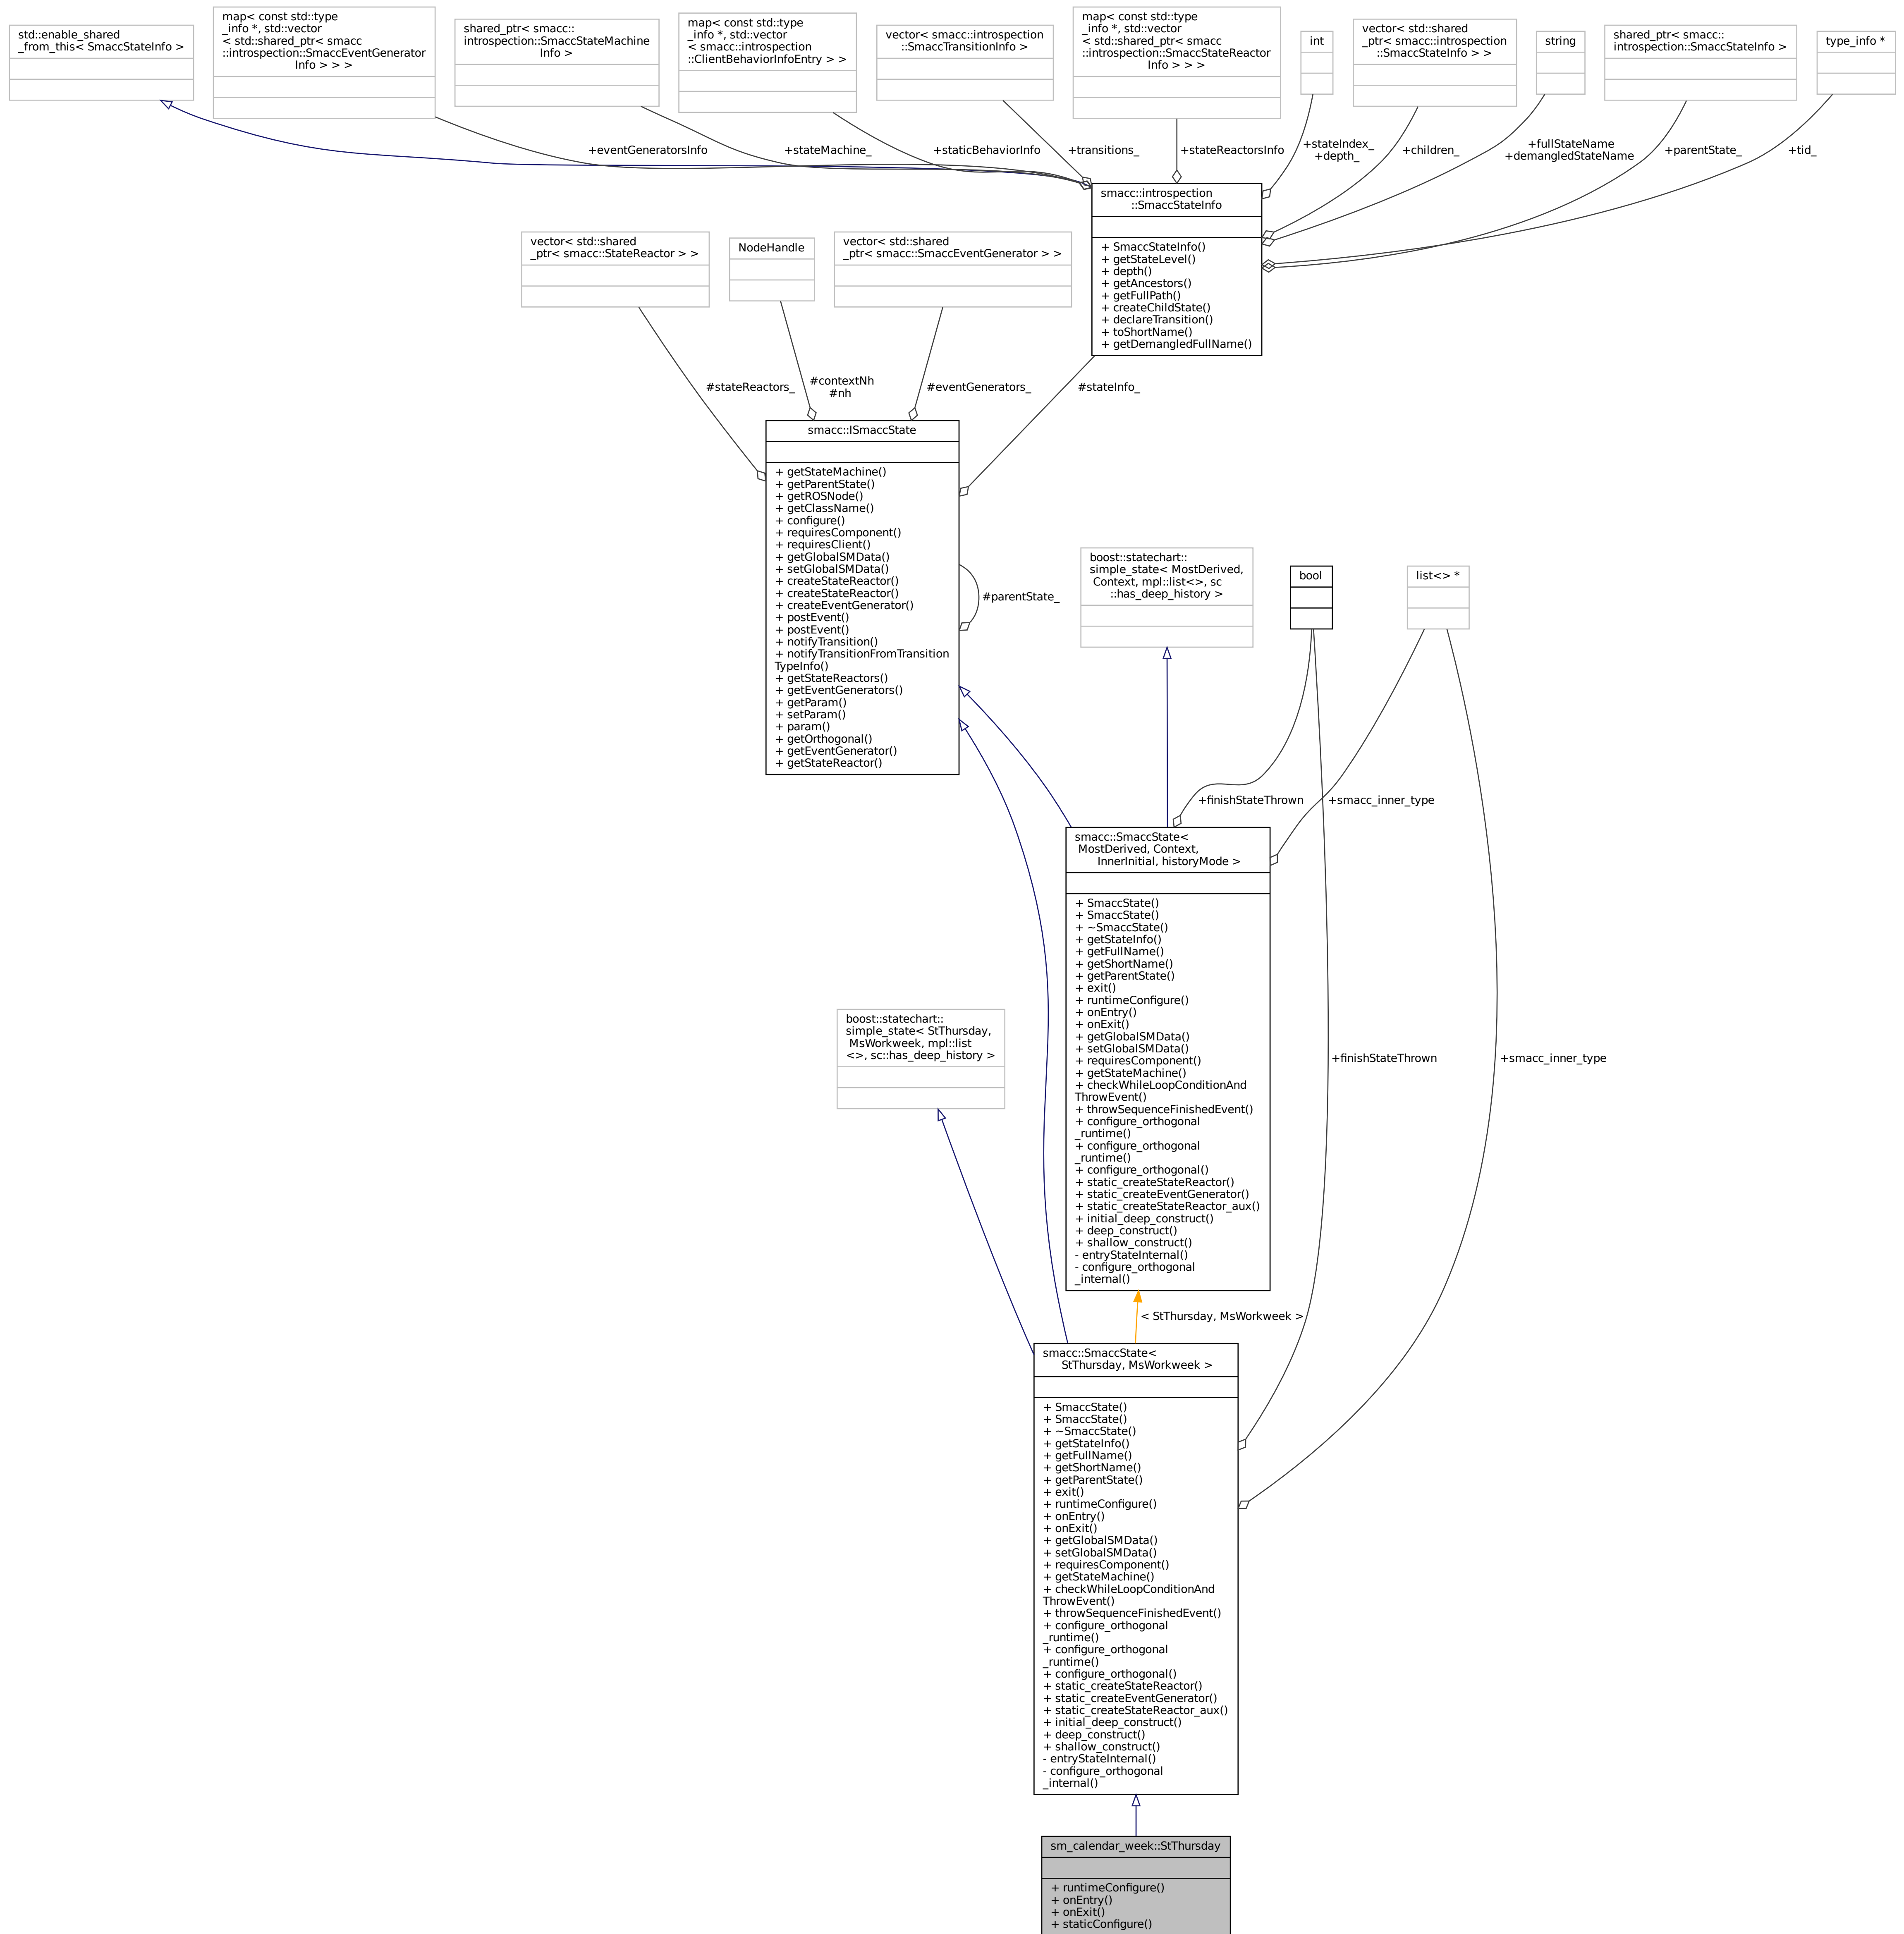 std::enable_shared
_from_this< SmaccStateInfo >
map< const std::type
_info *, std::vector
< std::shared_ptr< smacc
::introspection::SmaccEventGenerator
Info > > >
shared_ptr< smacc::
introspection::SmaccStateMachine
Info >
map< const std::type
_info *, std::vector
< smacc::introspection
::ClientBehaviorInfoEntry > >
vector< smacc::introspection
::SmaccTransitionInfo >
map< const std::type
_info *, std::vector
< std::shared_ptr< smacc
::introspection::SmaccStateReactor
Info > > >
int
vector< std::shared
_ptr< smacc::introspection
::SmaccStateInfo > >
string
shared_ptr< smacc::
introspection::SmaccStateInfo >
type_info *
+eventGeneratorsInfo
+stateMachine_
+staticBehaviorInfo
+transitions_
+stateReactorsInfo
+stateIndex_
+depth_
+children_
+fullStateName
+demangledStateName
+parentState_
+tid_
smacc::introspection
::SmaccStateInfo
+ SmaccStateInfo()
+ getStateLevel()
+ depth()
+ getAncestors()
+ getFullPath()
+ createChildState()
+ declareTransition()
+ toShortName()
+ getDemangledFullName()
vector< std::shared
_ptr< smacc::StateReactor > >
NodeHandle
vector< std::shared
_ptr< smacc::SmaccEventGenerator > >
#stateReactors_
#contextNh
#nh
#eventGenerators_
#stateInfo_
smacc::ISmaccState
+ getStateMachine()
+ getParentState()
+ getROSNode()
+ getClassName()
+ configure()
+ requiresComponent()
+ requiresClient()
+ getGlobalSMData()
+ setGlobalSMData()
+ createStateReactor()
+ createStateReactor()
+ createEventGenerator()
+ postEvent()
+ postEvent()
+ notifyTransition()
+ notifyTransitionFromTransition
TypeInfo()
+ getStateReactors()
+ getEventGenerators()
+ getParam()
+ setParam()
+ param()
+ getOrthogonal()
+ getEventGenerator()
+ getStateReactor()
#parentState_
boost::statechart::
simple_state< MostDerived,
Context, mpl::list<>, sc
::has_deep_history >
bool
list<> *
+finishStateThrown
+smacc_inner_type
smacc::SmaccState<
MostDerived, Context,
InnerInitial, historyMode >
+ SmaccState()
+ SmaccState()
+ ~SmaccState()
+ getStateInfo()
+ getFullName()
+ getShortName()
+ getParentState()
+ exit()
+ runtimeConfigure()
+ onEntry()
+ onExit()
+ getGlobalSMData()
+ setGlobalSMData()
+ requiresComponent()
+ getStateMachine()
+ checkWhileLoopConditionAnd
ThrowEvent()
+ throwSequenceFinishedEvent()
+ configure_orthogonal
_runtime()
+ configure_orthogonal
_runtime()
+ configure_orthogonal()
+ static_createStateReactor()
+ static_createEventGenerator()
+ static_createStateReactor_aux()
+ initial_deep_construct()
+ deep_construct()
+ shallow_construct()
- entryStateInternal()
- configure_orthogonal
_internal()
boost::statechart::
simple_state< StThursday,
MsWorkweek, mpl::list
<>, sc::has_deep_history >
+finishStateThrown
+smacc_inner_type
< StThursday, MsWorkweek >
smacc::SmaccState<
StThursday, MsWorkweek >
+ SmaccState()
+ SmaccState()
+ ~SmaccState()
+ getStateInfo()
+ getFullName()
+ getShortName()
+ getParentState()
+ exit()
+ runtimeConfigure()
+ onEntry()
+ onExit()
+ getGlobalSMData()
+ setGlobalSMData()
+ requiresComponent()
+ getStateMachine()
+ checkWhileLoopConditionAnd
ThrowEvent()
+ throwSequenceFinishedEvent()
+ configure_orthogonal
_runtime()
+ configure_orthogonal
_runtime()
+ configure_orthogonal()
+ static_createStateReactor()
+ static_createEventGenerator()
+ static_createStateReactor_aux()
+ initial_deep_construct()
+ deep_construct()
+ shallow_construct()
- entryStateInternal()
- configure_orthogonal
_internal()
sm_calendar_week::StThursday
+ runtimeConfigure()
+ onEntry()
+ onExit()
+ staticConfigure()